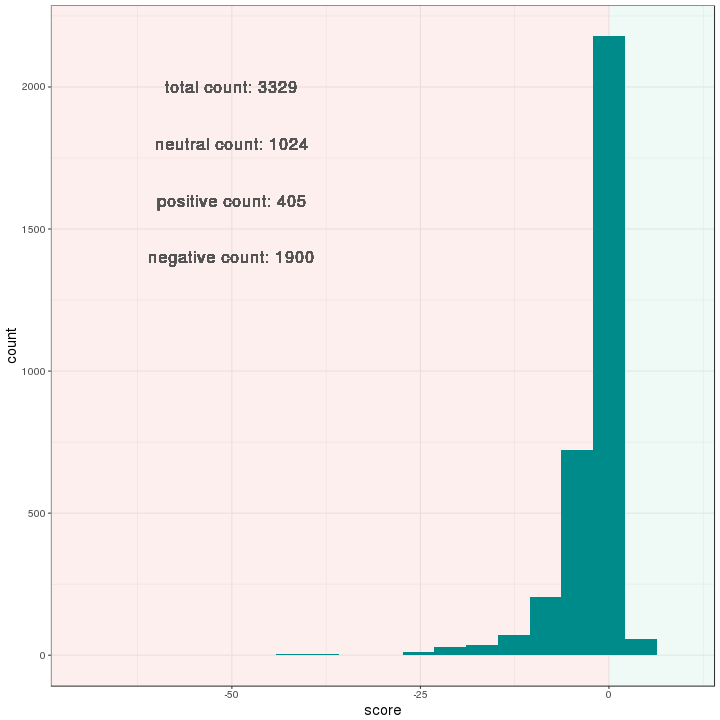 total count: 3329
neutral count: 1024
positive count: 405
negative count: 1900
2000
1500
1000
500
0
count
-50
-25
0
score